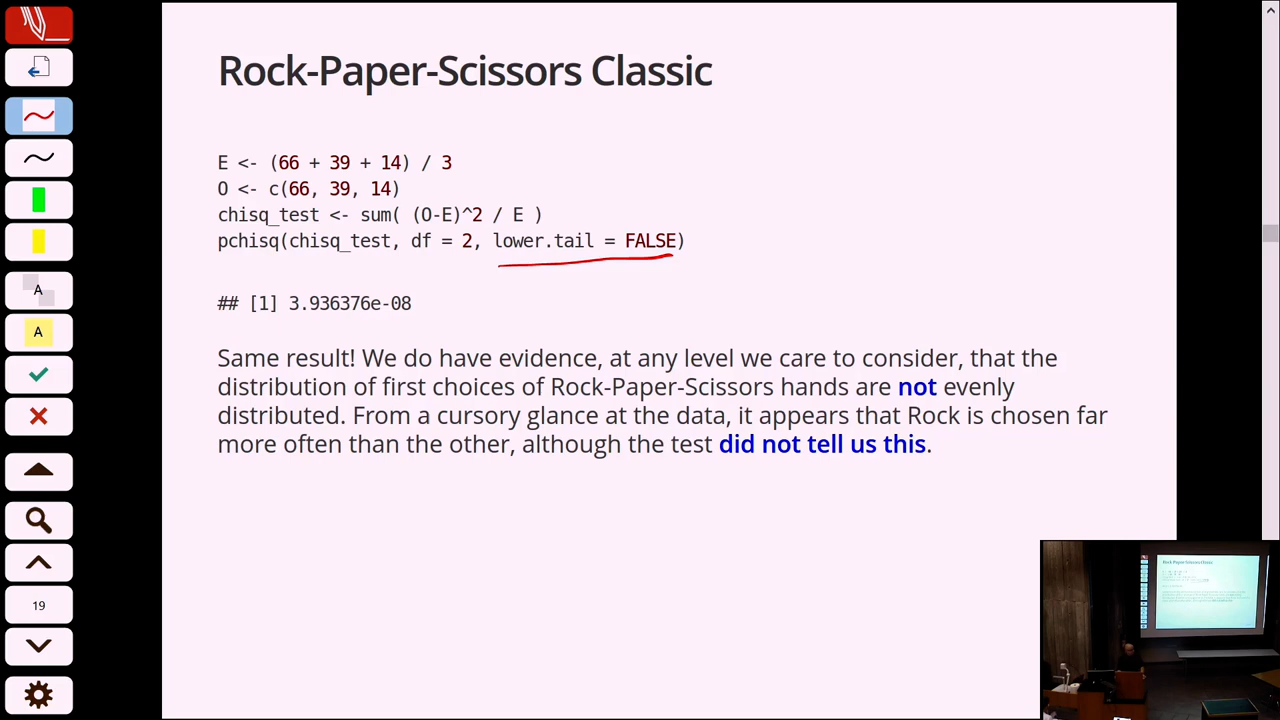 Rock-Paper-Scissors Classic
E <- (66 + 39 + 14) / 3
O <- c(66, 39, 14)
chisq_test <- sum( (O-E)^2 / E )
pchisq(chisq_test, df = 2, lower.tail = FALSE)
## [1] 3.936376e-08
Same result! We do have evidence, at any level we care to consider, that the
distribution of first choices of Rock-Paper-Scissors hands are not evenly
distributed. From a cursory glance at the data, it appears that Rock is chosen far
more often than the other, although the test did not tell us this.
A
A
19
Rock-Paper-Scissors Classic